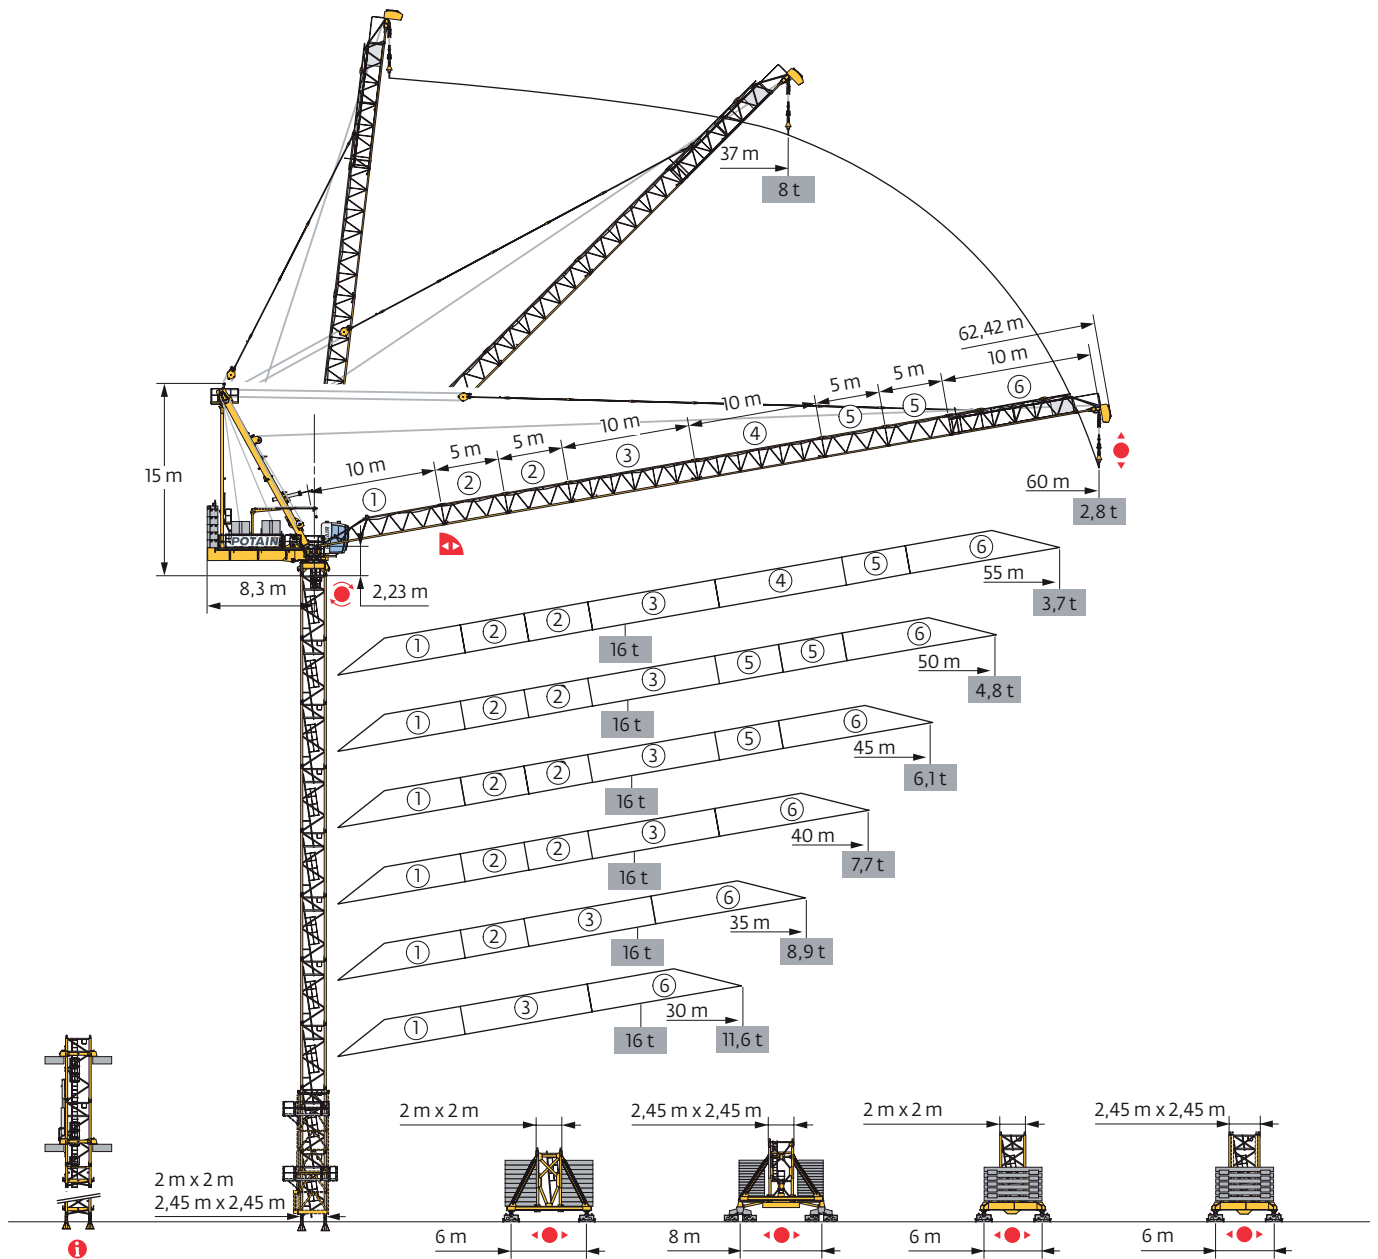 37 m
8 t
62,42 m
10 m
5 m
5 m
10 m
10 m
5 m
5 m
10 m
① ② ② ③ ④ ⑤ ⑤ ⑥
15 m
POTAIN
8,3 m
2,23 m
60 m
2,8 t
① ② ② ③ ④ ⑤ ⑥
55 m
16 t
3,7 t
① ② ② ③ ⑤ ⑤ ⑥
50 m
16 t
4,8 t
① ② ② ③ ⑤ ⑥
45 m
16 t
6,1 t
① ② ② ③ ⑥
40 m
16 t
7,7 t
① ② ③ ⑥
35 m
16 t
8,9 t
① ③ ⑥
30 m
16 t
11,6 t
2 m x 2 m
2,45 m x 2,45 m
2 m x 2 m
2,45 m x 2,45 m
2 m x 2 m
2,45 m x 2,45 m
i
6 m
8 m
6 m
6 m